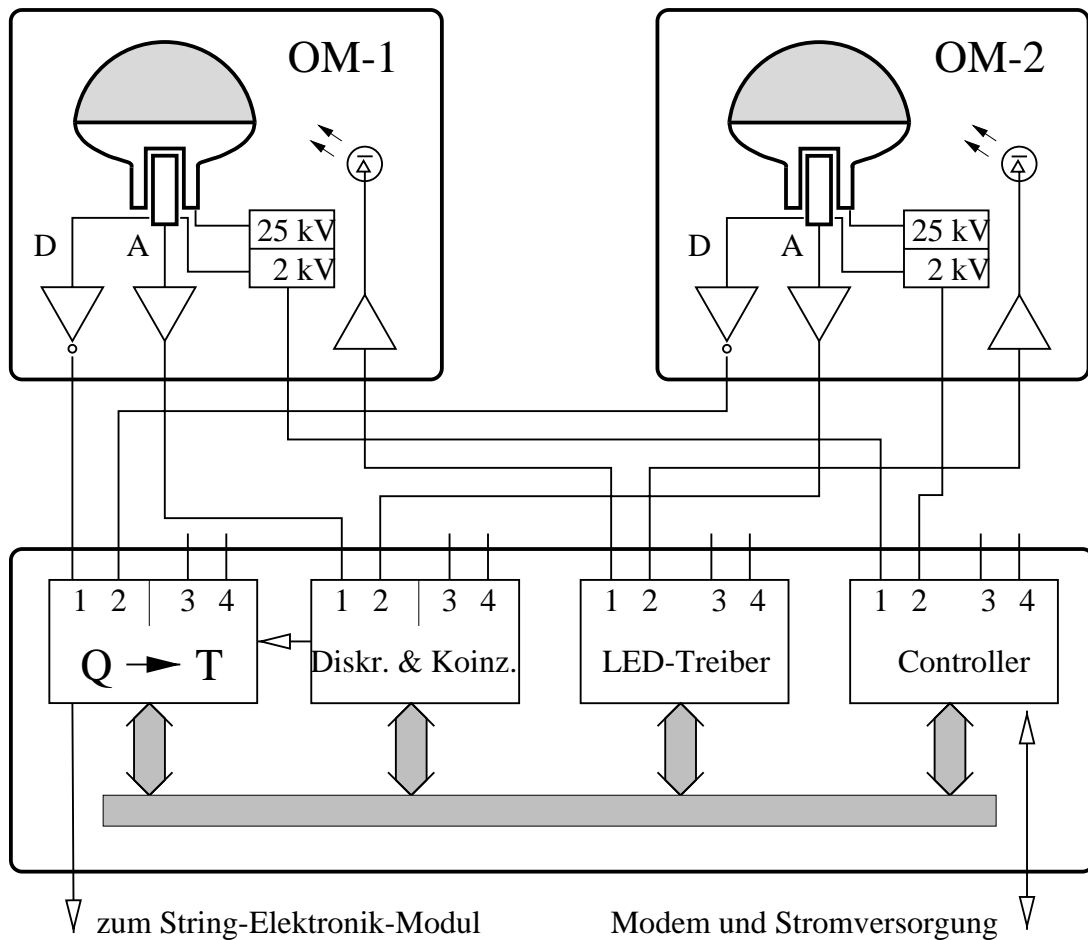 OM-1
OM-2
25 kV
2 kV
D
A
25 kV
2 kV
D
A
1 2 3 4
Q T
1 2 3 4
Diskr. & Koinz.
1 2 3 4
LED-Treiber
1 2 3 4
Controller
zum String-Elektronik-Modul
Modem und Stromversorgung